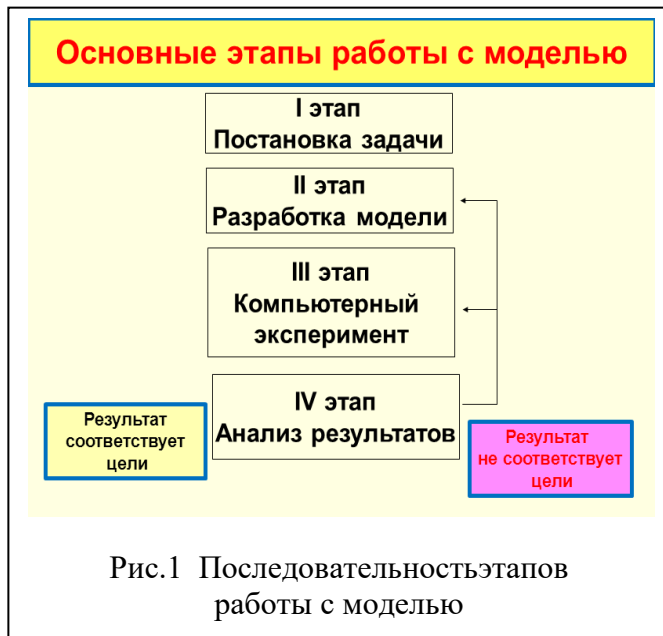 Основные этапы работы с моделью
I этап
Постановка задачи
II этап
Разработка модели
III этап
Компьютерный
эксперимент
IV этап
Анализ результатов
Результат
соответствует
цели
Результат
не соответствует
цели
Рис.1 Последовательностьэтапов
работы с моделью